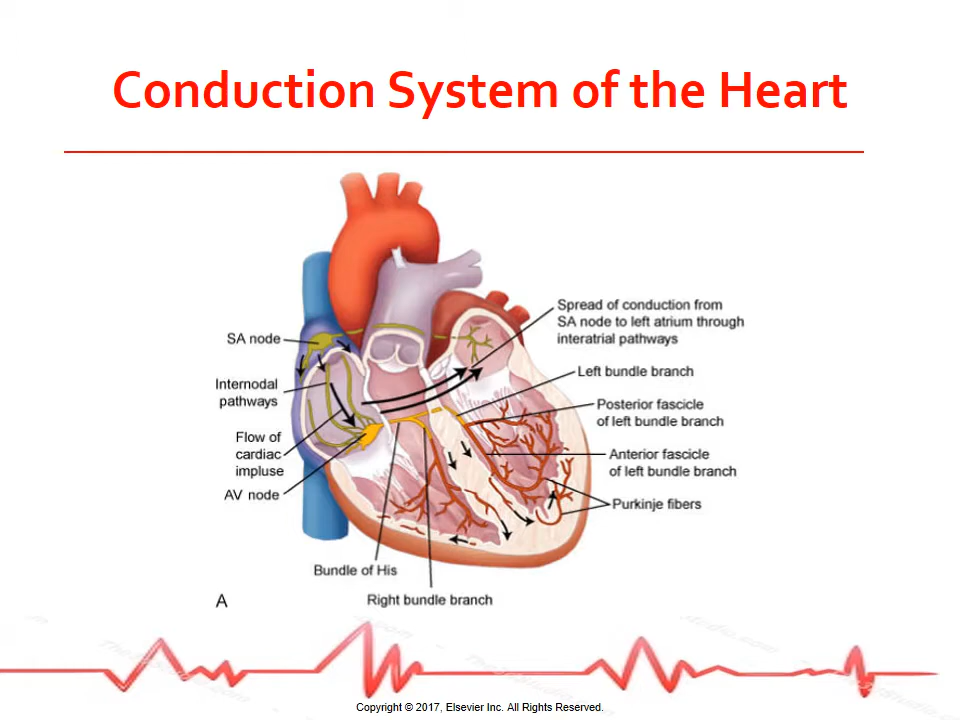 Conduction System of the Heart
SA node
Internodal
pathways
Flow of
cardiac
impluse
AV node
Spread of conduction from
SA node to left atrium through
interatrial pathways
Left bundle branch
Posterior fascicle
of left bundle branch
Anterior fascicle
of left bundle branch
Purkinje fibers
Bundle of His
Right bundle branch
A
Copyright © 2017, Elsevier Inc. All Rights Reserved.